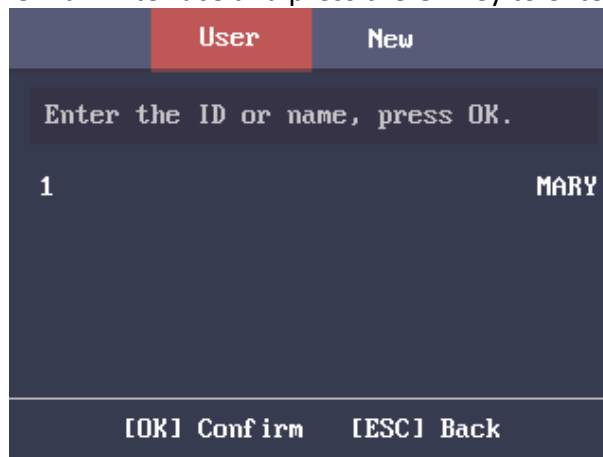 User New
Enter the ID or name, press OK.
1 MARY
[OK] Confirm [ESC] Back